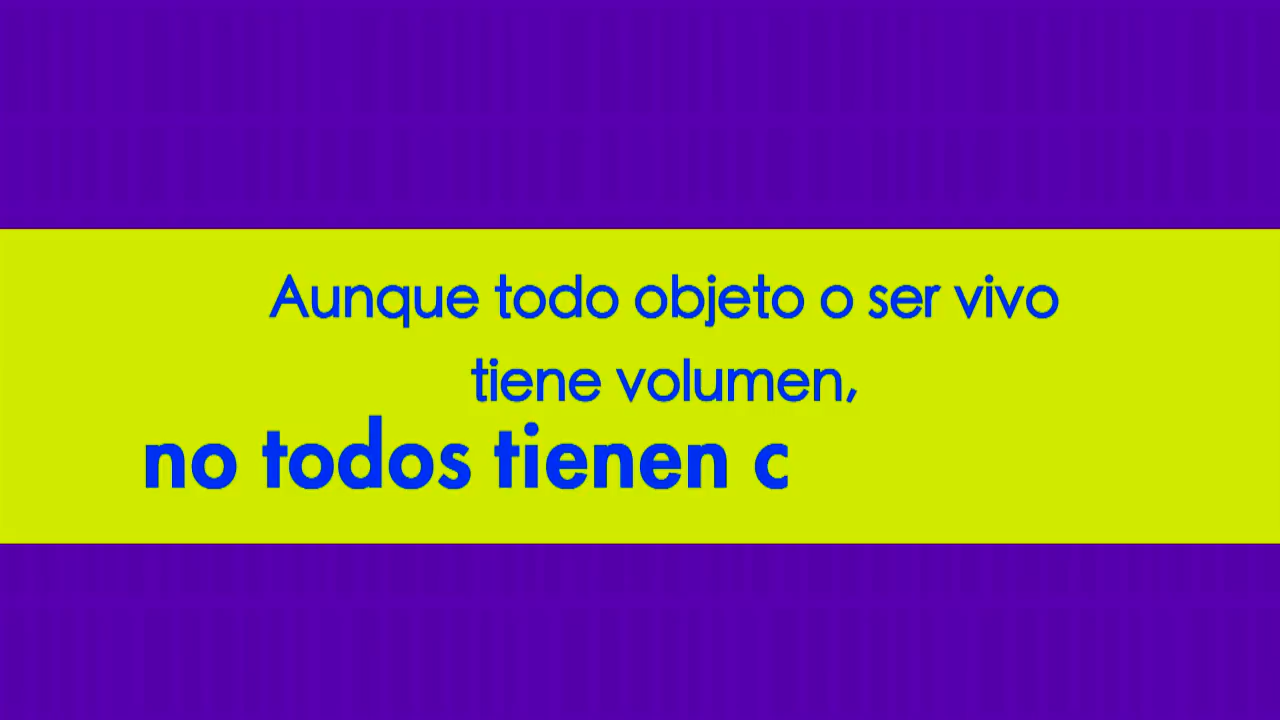 Aunque todo objeto o ser vivo
tiene volumen,
no todos tienen c